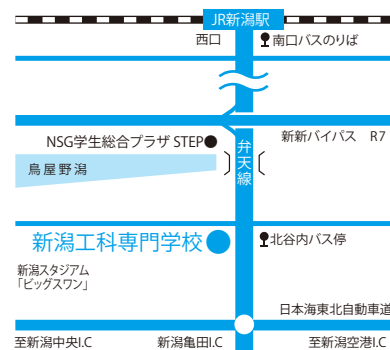 JR新潟駅
西口
南口バスのりば
新新バイパス R7
NSG学生総合プラザ STEP
弁天線
鳥屋野潟
新潟工科専門学校
北谷内バス停
新潟スタジアム
「ビッグスワン」
日本海東北自動車道
至新潟中央I.C
新潟亀田I.C
至新潟空港I.C